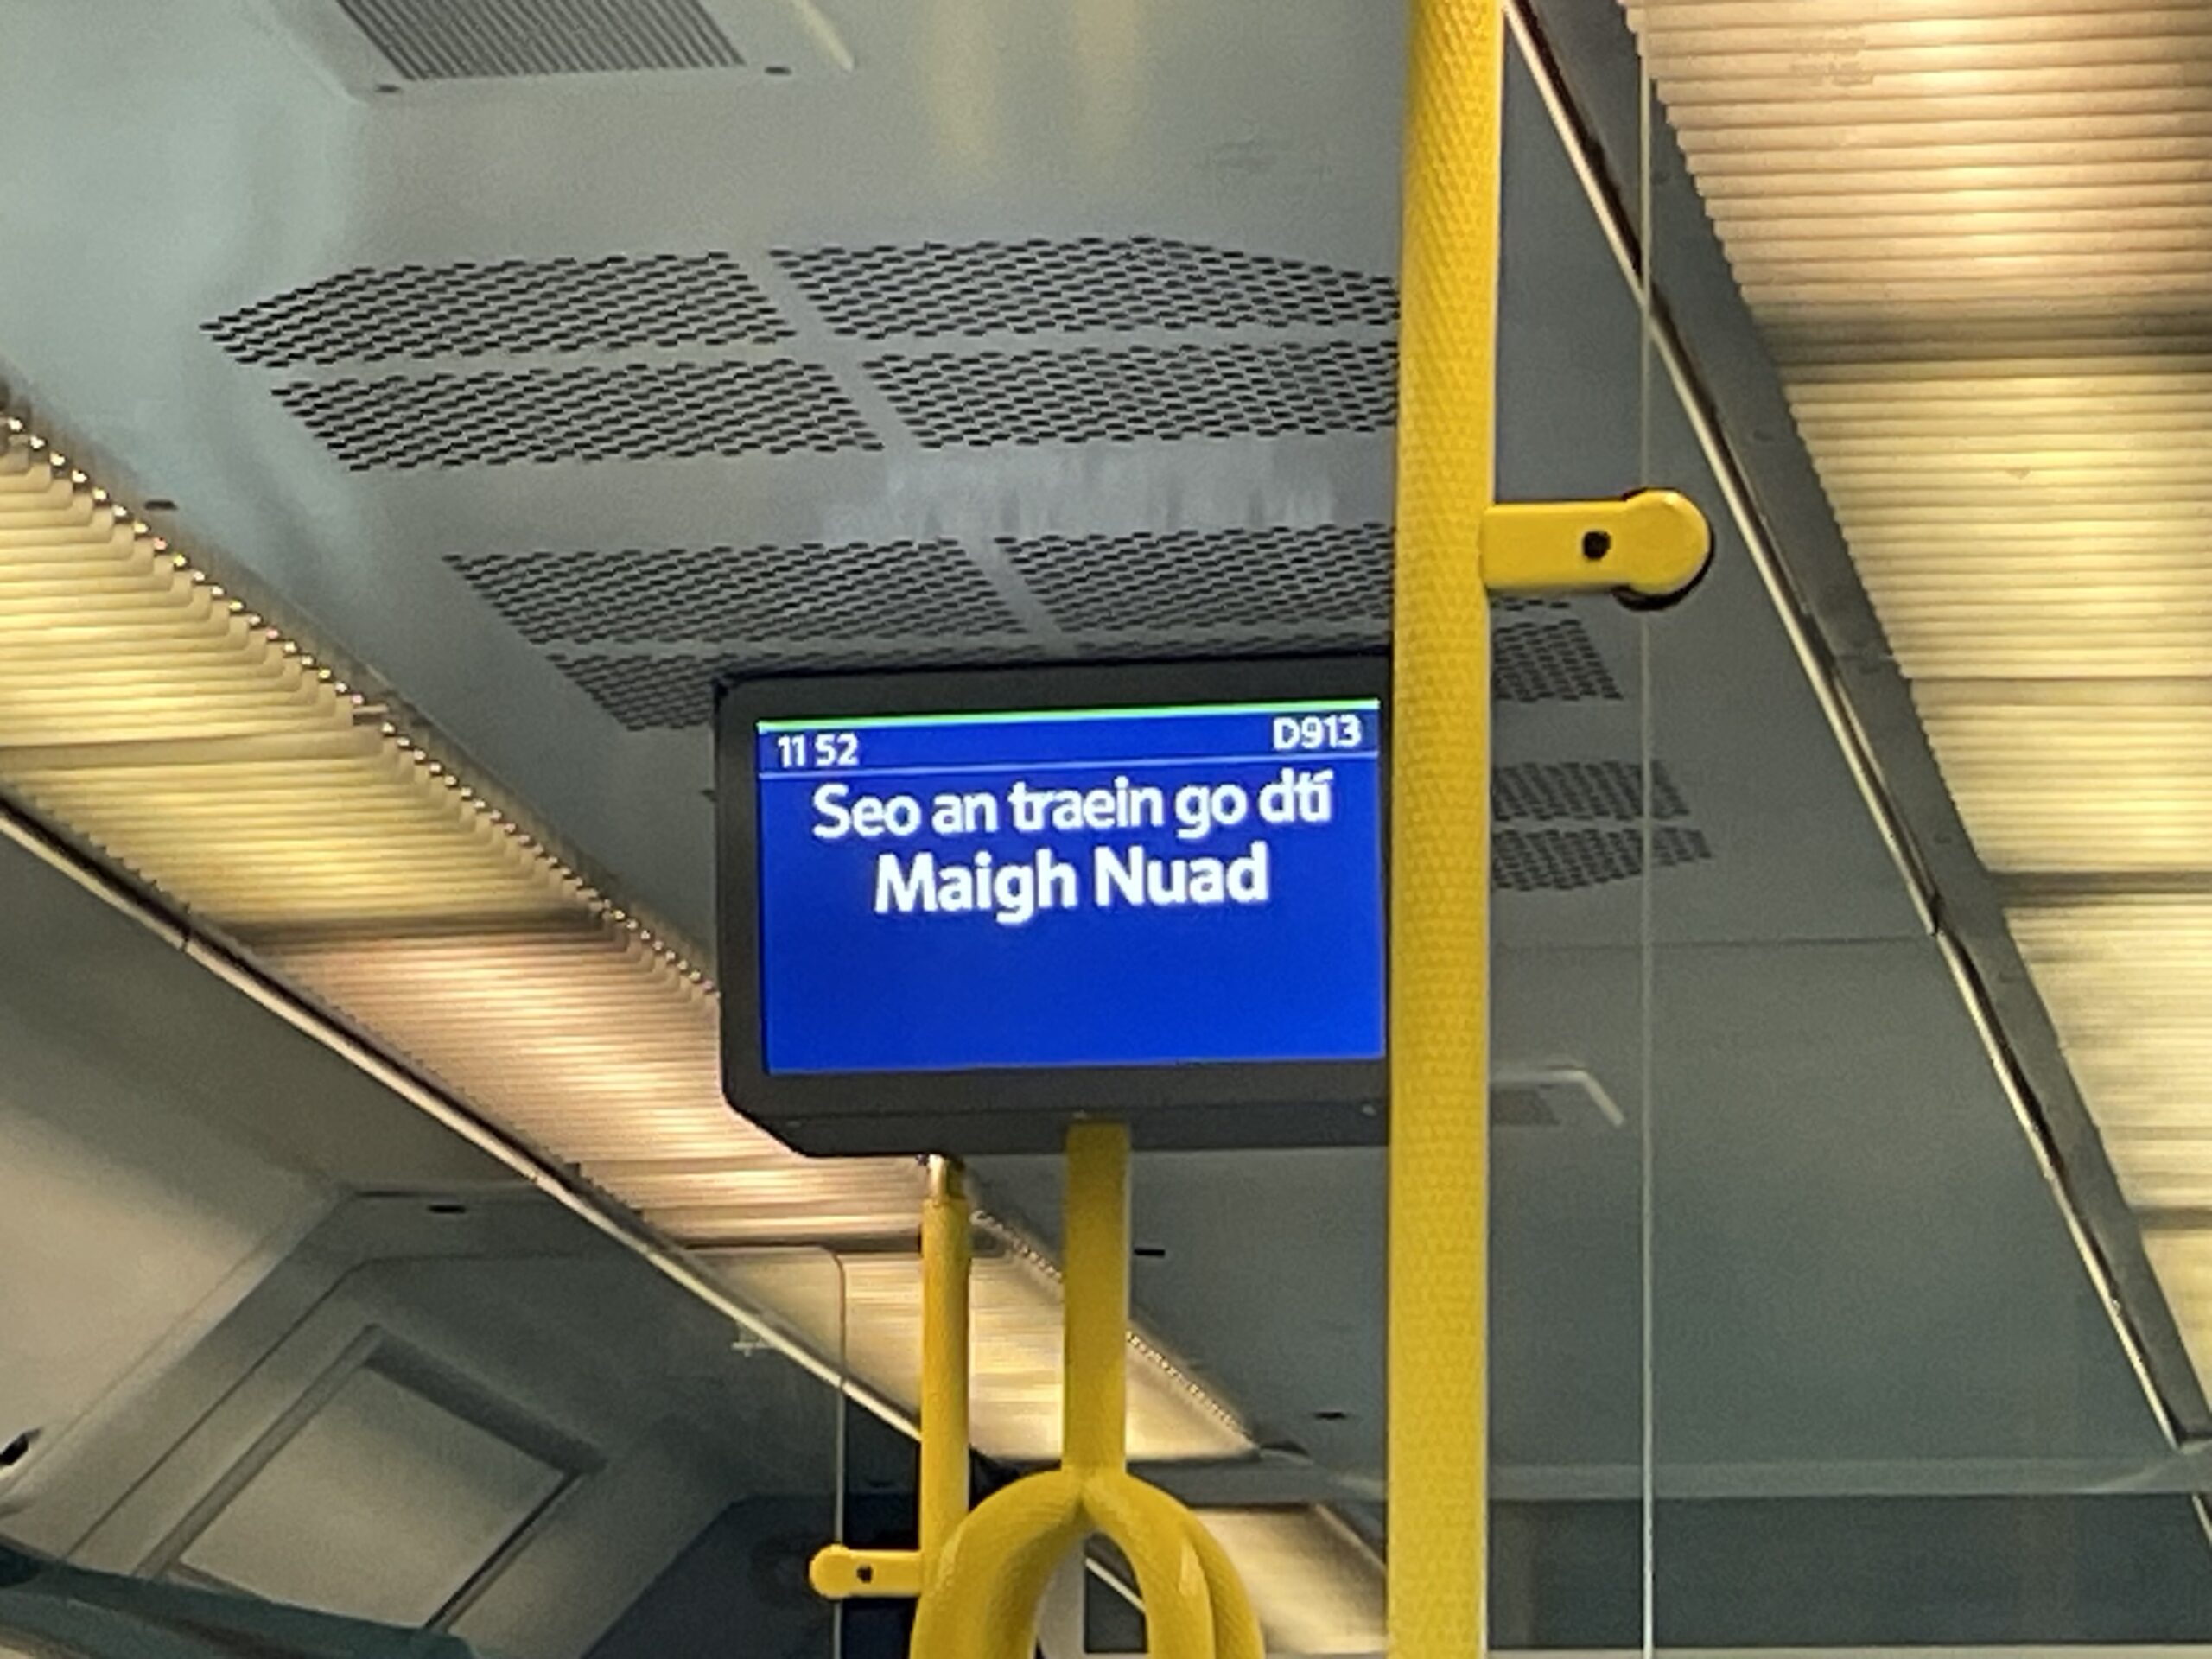 11 52 D913
Seo an traein go dtí
Maigh Nuad